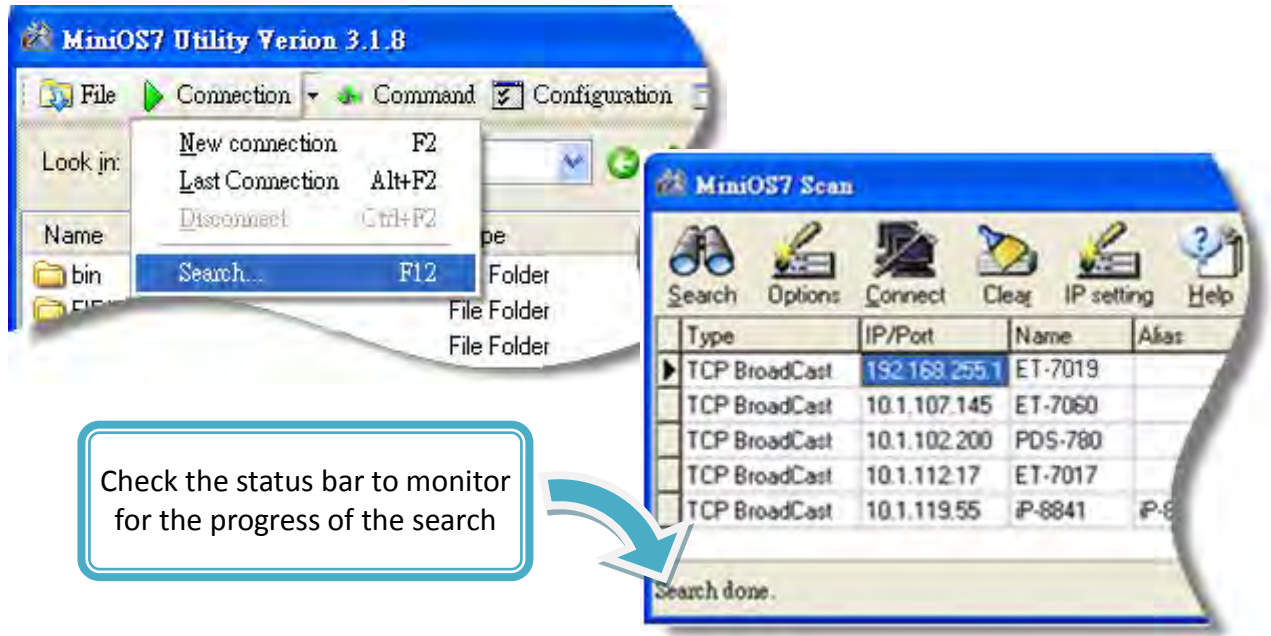 MiniOS7 Utility Verion 3.1.8
File Connection Command Configuration
Look in:
New connection F2
Last Connection Alt+F2
Disconnect Ctrl+F2
Search... F12
Name
bin
File Folder
File Folder
MiniOS7 Scan
Search Options Connect Clear IP setting Help
Type IP/Port Name Alias
TCP BroadCast 192.168.255.1 ET-7019
TCP BroadCast 10.1.107.145 ET-7060
TCP BroadCast 10.1.102.200 PDS-780
TCP BroadCast 10.1.112.17 ET-7017
TCP BroadCast 10.1.119.55 iP-8841 iP-8
Search done.
Check the status bar to monitor
for the progress of the search